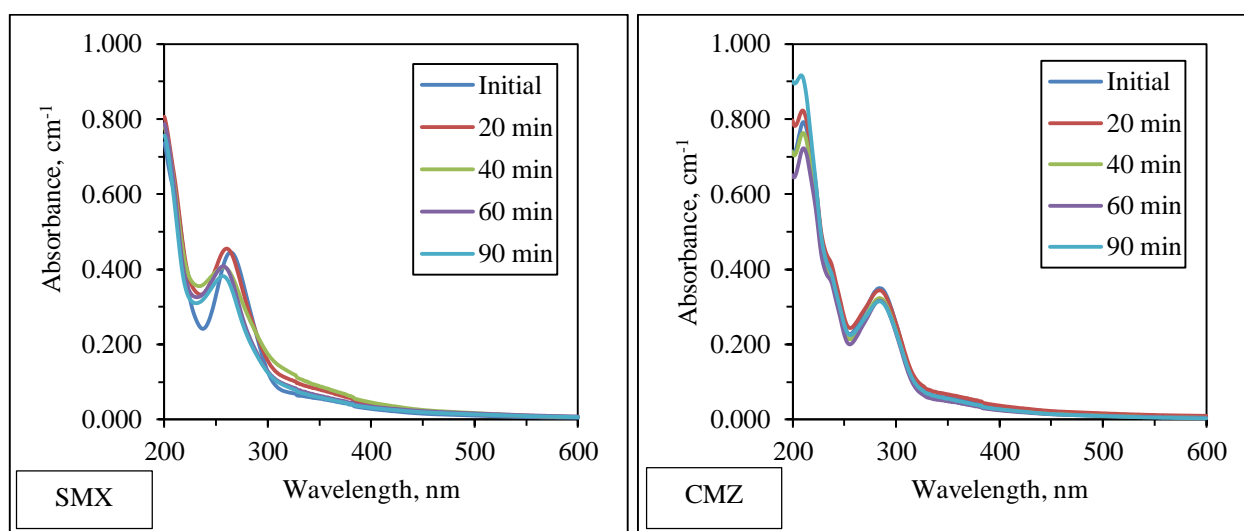 1.000
0.800
0.600
0.400
0.200
0.000
Absorbance, cm-1
200
300
400
500
600
Wavelength, nm
Initial
20 min
40 min
60 min
90 min
SMX
1.000
0.800
0.600
0.400
0.200
0.000
Absorbance, cm-1
200
300
400
500
600
Wavelength, nm
Initial
20 min
40 min
60 min
90 min
CMZ